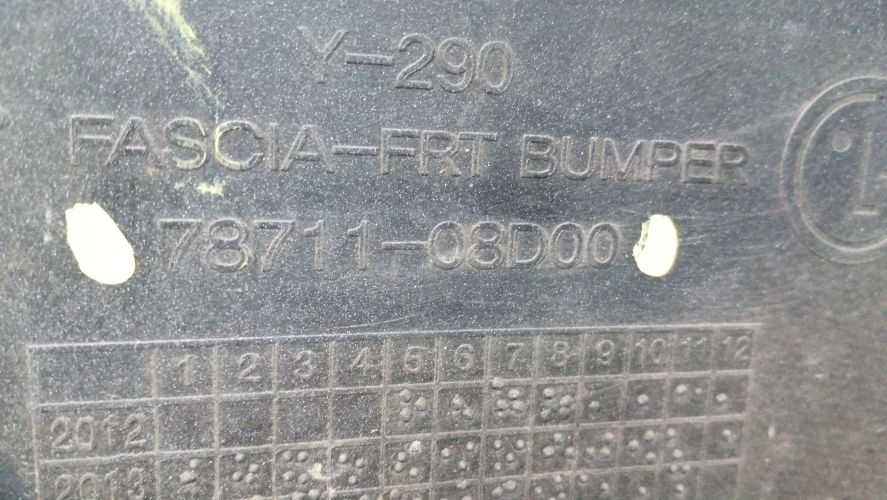 Y-290
FASCIA-FRT BUMPER
78711-08D00
1 2 3 4 5 6 7 8 9 10 11 12
2012
2013